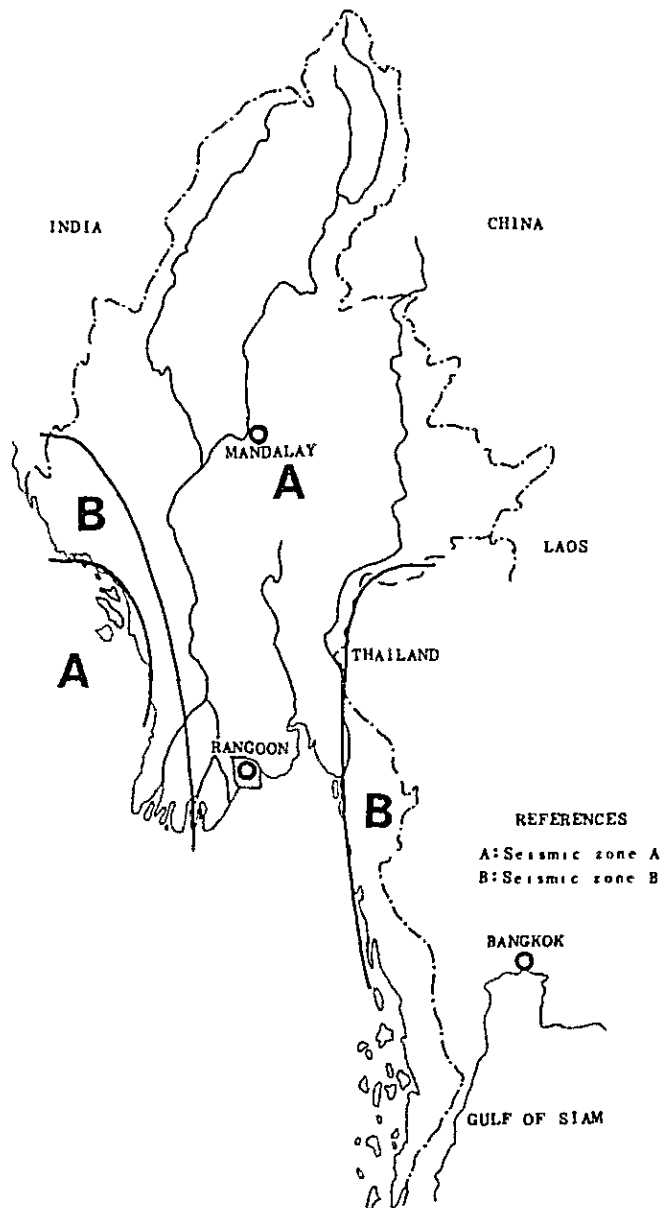 INDIA
CHINA
MANDALAY
A
B
LAOS
A
THAILAND
RANGOON
B
REFERENCES
A:Seismic zone A
B:Seismic zone B
BANGKOK
GULF OF SIAM